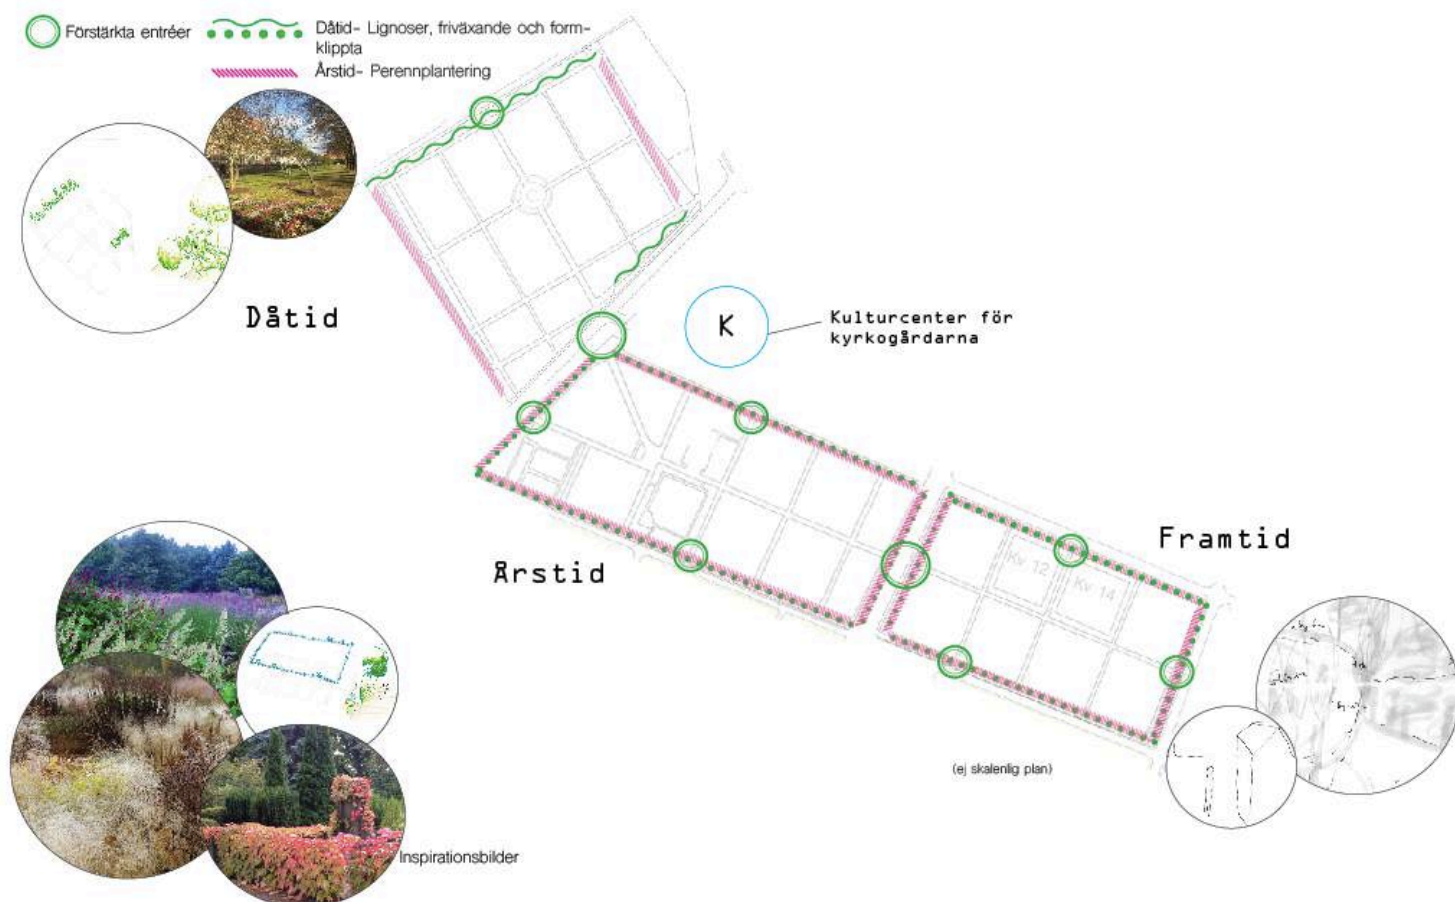 Förstärkta entréer
Dåtid- Lignoser, friväxande och form-
klippta
Årstid- Perennplantering
Dåtid
K
Kulturcenter för
kyrkogårdarna
Framtid
Kv 12
Kv 14
Årstid
(ej skalenlig plan)
Inspirationsbilder